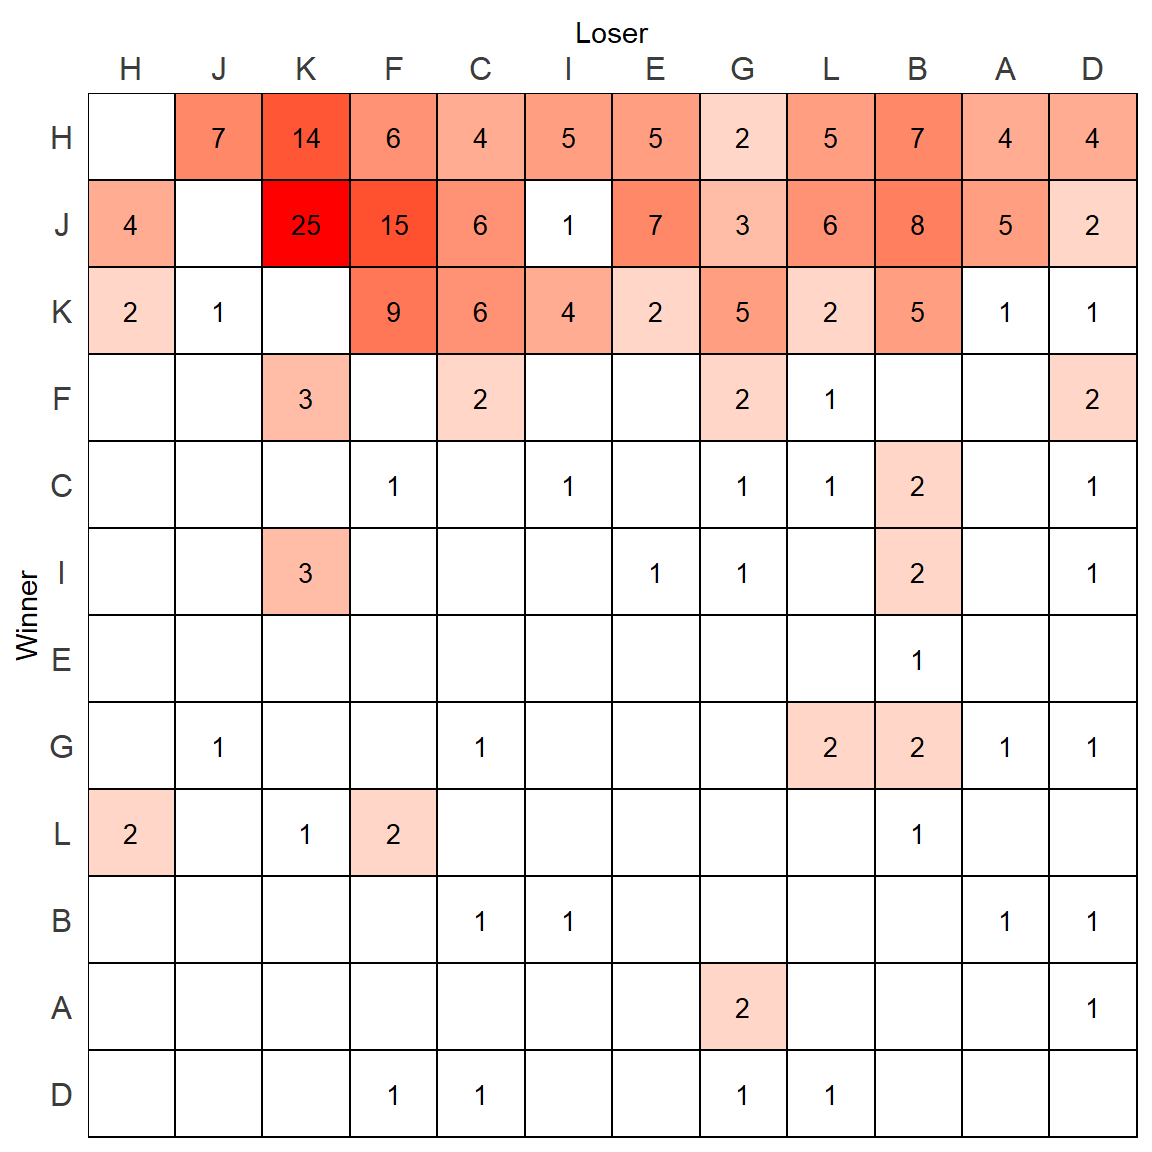 Loser
H J K F C I E G L B A D
H 7 14 6 4 5 5 2 5 7 4 4
J 4 25 15 6 1 7 3 6 8 5 2
K 2 1 9 6 4 2 5 2 5 1 1
F 3 2 2 1 2
C 1 1 1 1 2 1
Winner
I 3 1 1 2 1
E 1
G 1 1 2 2 1 1
L 2 1 2 1
B 1 1 1 1
A 2 1
D 1 1 1 1